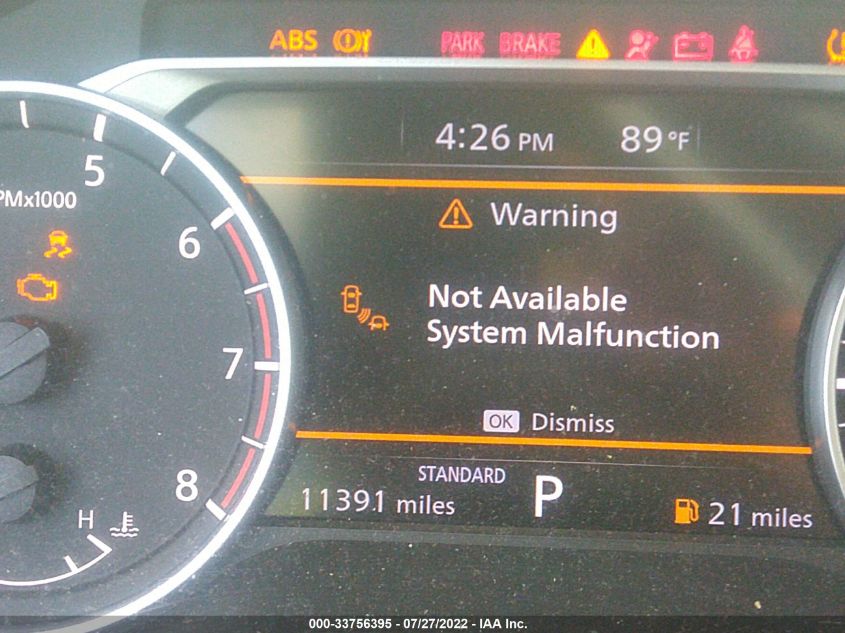 ABS
PARK BRAKE
4:26 PM 89°F
5
PMx1000
Warning
6
Not Available
System Malfunction
7
OK Dismiss
8
STANDARD
11391 miles P 21 miles
H
000-33756395 - 07/27/2022 - IAA Inc.